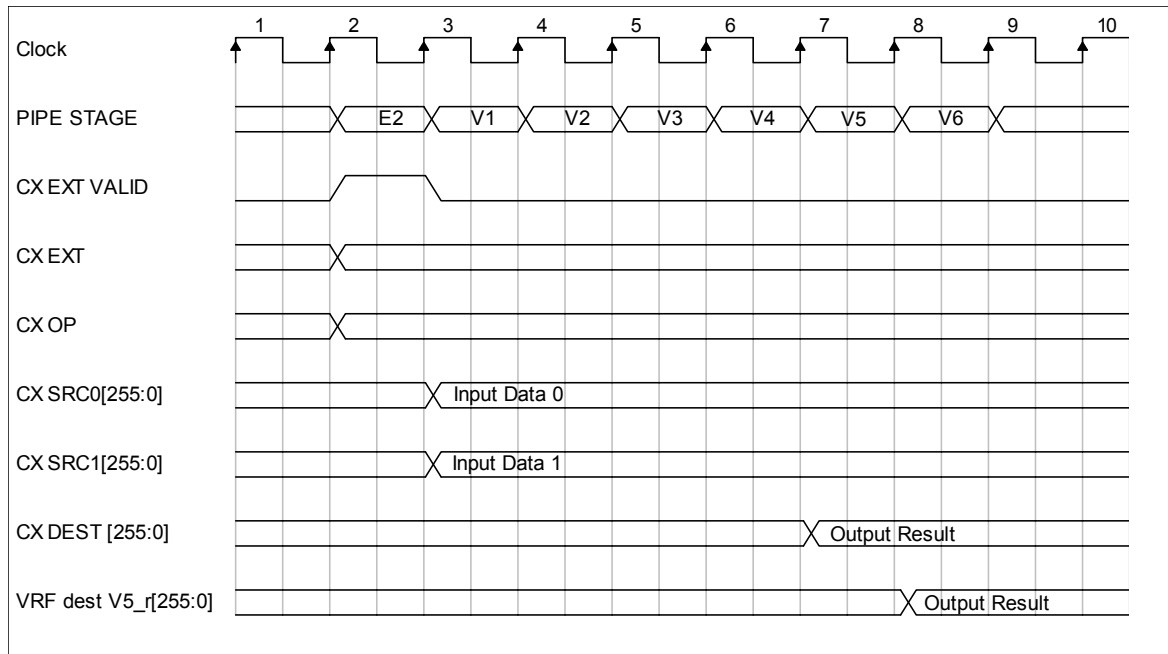 1 2 3 4 5 6 7 8 9 10
Clock
PIPE STAGE E2 V1 V2 V3 V4 V5 V6
CX EXT VALID
CX EXT
CX OP
CX SRC0[255:0] Input Data 0
CX SRC1[255:0] Input Data 1
CX DEST [255:0] Output Result
VRF dest V5_r[255:0] Output Result